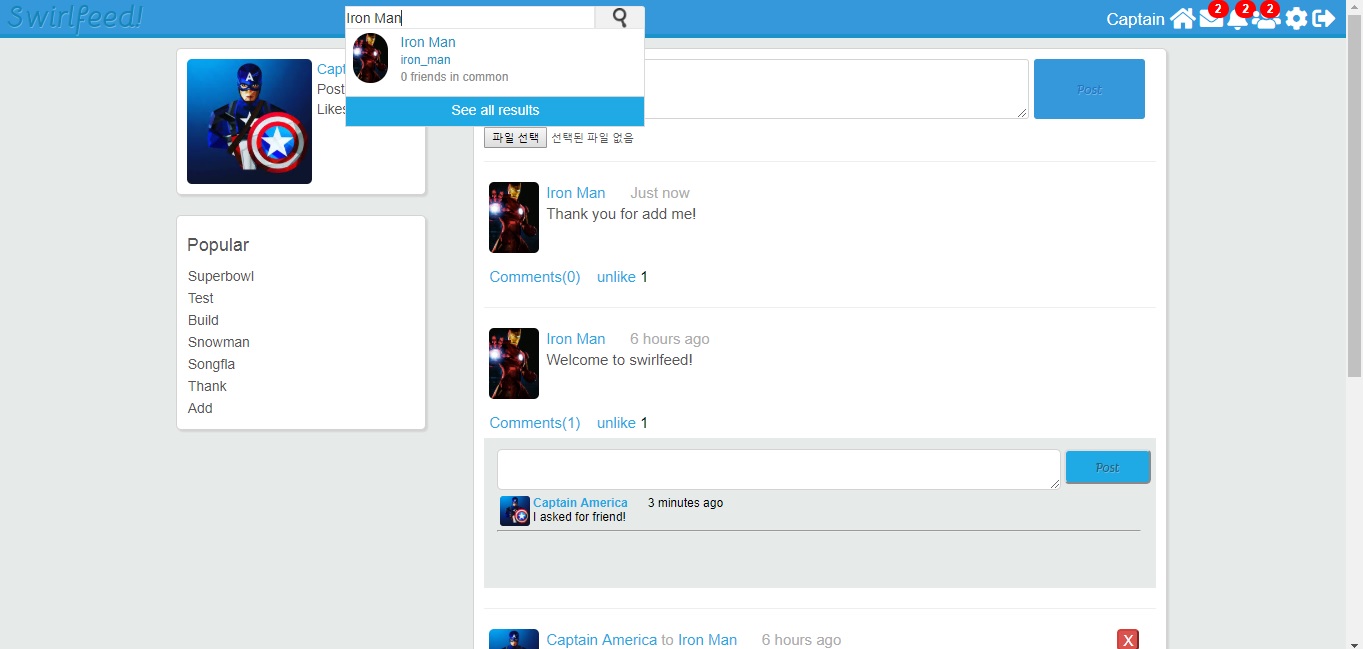 Swirlfeed!
Iron Man
Captain
2
2
2
Iron Man
iron_man
0 friends in common
See all results
Capt
Post
Likes
Post
파일 선택 선택된 파일 없음
Popular
Superbowl
Test
Build
Snowman
Songfla
Thank
Add
Iron Man Just now
Thank you for add me!
Comments(0) unlike 1
Iron Man 6 hours ago
Welcome to swirlfeed!
Comments(1) unlike 1
Post
Captain America 3 minutes ago
I asked for friend!
Captain America to Iron Man 6 hours ago
X